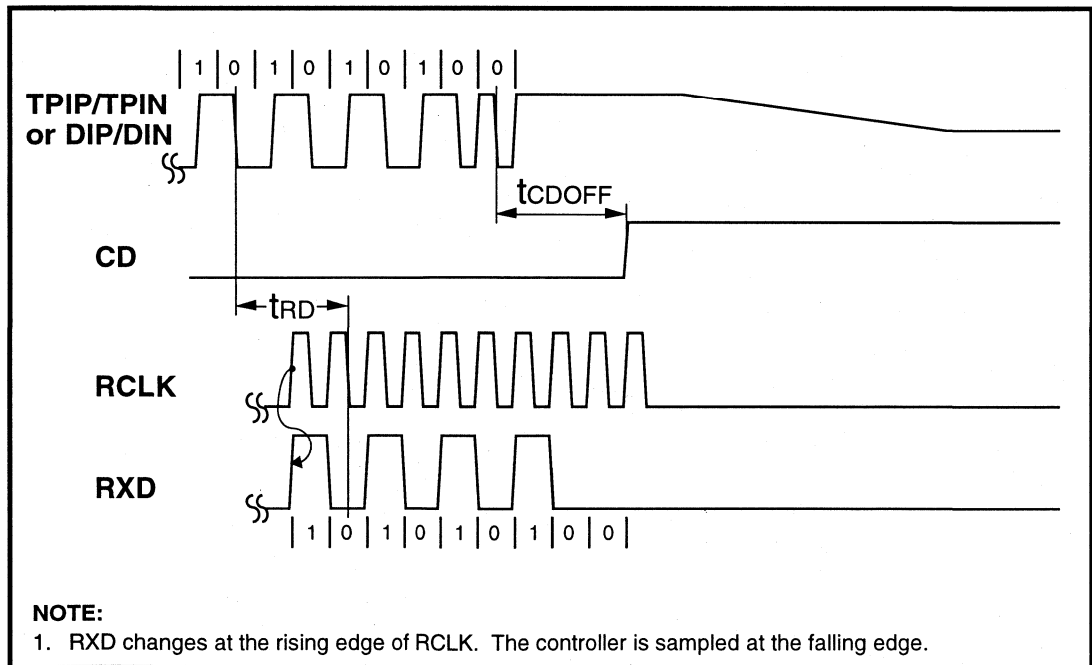 | 1 | 0 | 1 | 0 | 1 | 0 | 1 | 0 | 0 |
TPIP/TPIN
or DIP/DIN
tCDOFF
CD
tRD
RCLK
RXD
| 1 | 0 | 1 | 0 | 1 | 0 | 1 | 0 | 0 |
NOTE:
1. RXD changes at the rising edge of RCLK. The controller is sampled at the falling edge.